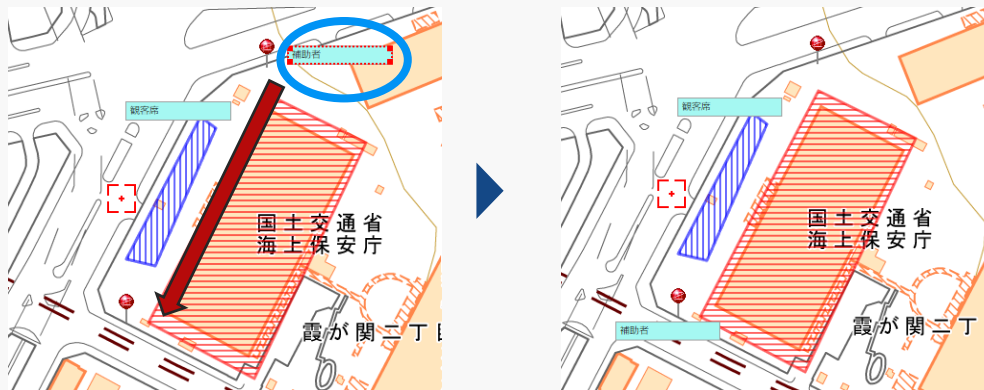 補助者
観客席
国土交通省
海上保安庁
霞が関二丁
観客席
国土交通省
海上保安庁
補助者
霞が関二丁